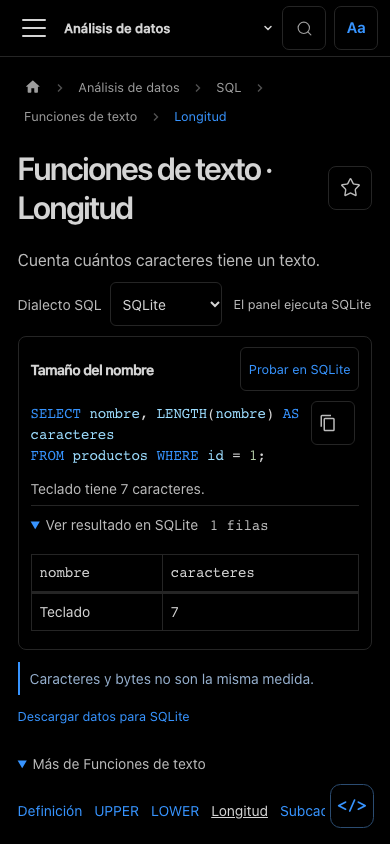 Análisis de datos
Aa
Análisis de datos
SQL
Funciones de texto
Longitud
Funciones de texto ·
Longitud
Cuenta cuántos caracteres tiene un texto.
Dialecto SQL
SQLite
El panel ejecuta SQLite
Tamaño del nombre
Probar en SQLite
SELECT nombre, LENGTH(nombre) AS
caracteres
FROM productos WHERE id = 1;
Teclado tiene 7 caracteres.
Ver resultado en SQLite 1 filas
nombre caracteres
Teclado 7
Caracteres y bytes no son la misma medida.
Descargar datos para SQLite
Más de Funciones de texto
Definición UPPER LOWER Longitud Subcad
</>